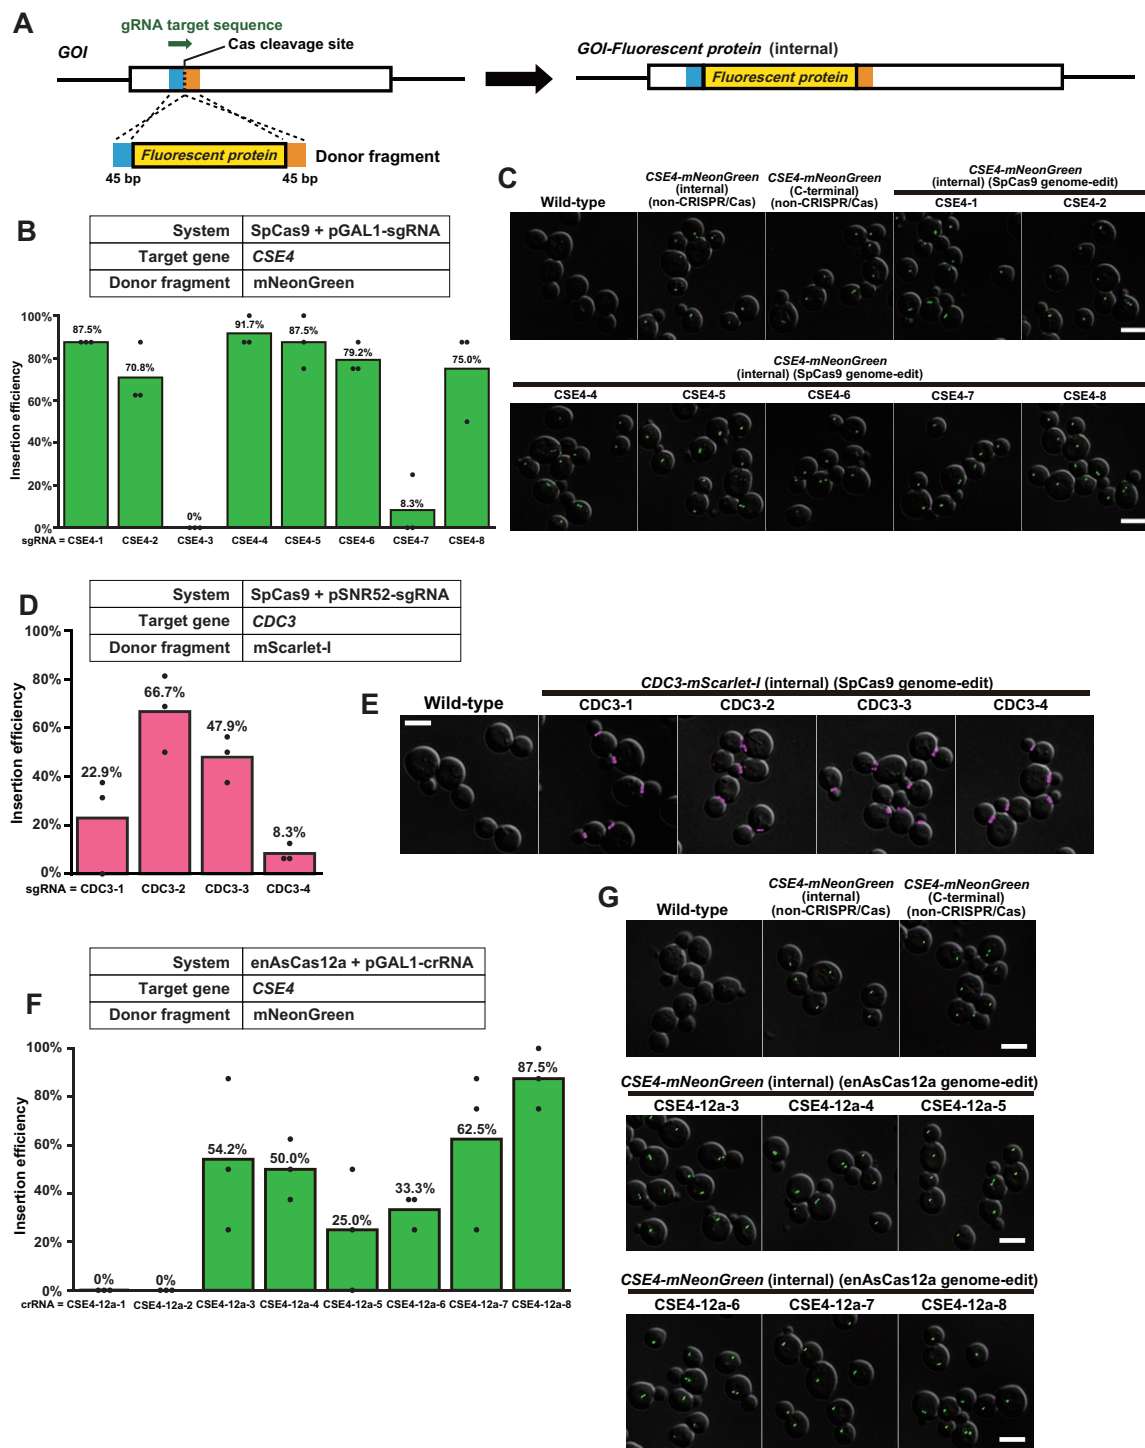 A
gRNA target sequence
GOI
Cas cleavage site
Fluorescent protein
Donor fragment
45 bp
45 bp
GOI-Fluorescent protein (internal)
Fluorescent protein
B
System SpCas9 + pGAL1-sgRNA
Target gene CSE4
Donor fragment mNeonGreen
Insertion efficiency
100%
80%
60%
40%
20%
0%
87.5%
70.8%
0%
91.7%
87.5%
79.2%
8.3%
75.0%
sgRNA = CSE4-1 CSE4-2 CSE4-3 CSE4-4 CSE4-5 CSE4-6 CSE4-7 CSE4-8
C
Wild-type
CSE4-mNeonGreen
(internal)
(non-CRISPR/Cas)
CSE4-mNeonGreen
(C-terminal)
(non-CRISPR/Cas)
CSE4-mNeonGreen
(internal) (SpCas9 genome-edit)
CSE4-1 CSE4-2
CSE4-mNeonGreen
(internal) (SpCas9 genome-edit)
CSE4-4 CSE4-5 CSE4-6 CSE4-7 CSE4-8
D
System SpCas9 + pSNR52-sgRNA
Target gene CDC3
Donor fragment mScarlet-I
Insertion efficiency
100%
80%
60%
40%
20%
0%
22.9%
66.7%
47.9%
8.3%
sgRNA = CDC3-1 CDC3-2 CDC3-3 CDC3-4
E
Wild-type
CDC3-mScarlet-I (internal) (SpCas9 genome-edit)
CDC3-1 CDC3-2 CDC3-3 CDC3-4
F
System enAsCas12a + pGAL1-crRNA
Target gene CSE4
Donor fragment mNeonGreen
Insertion efficiency
100%
80%
60%
40%
20%
0%
0%
0%
54.2%
50.0%
25.0%
33.3%
62.5%
87.5%
crRNA = CSE4-12a-1 CSE4-12a-2 CSE4-12a-3 CSE4-12a-4 CSE4-12a-5 CSE4-12a-6 CSE4-12a-7 CSE4-12a-8
G
Wild-type
CSE4-mNeonGreen
(internal)
(non-CRISPR/Cas)
CSE4-mNeonGreen
(C-terminal)
(non-CRISPR/Cas)
CSE4-mNeonGreen (internal) (enAsCas12a genome-edit)
CSE4-12a-3 CSE4-12a-4 CSE4-12a-5
CSE4-mNeonGreen (internal) (enAsCas12a genome-edit)
CSE4-12a-6 CSE4-12a-7 CSE4-12a-8